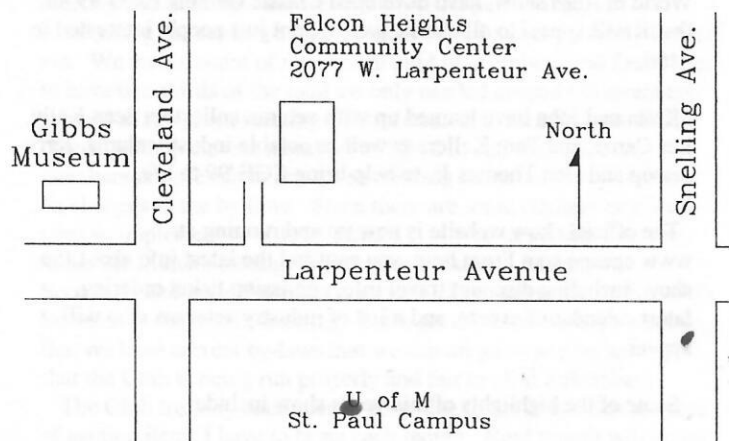 Falcon Heights
Community Center
2077 W. Larpenteur Ave.
Cleveland Ave.
Gibbs
Museum
North
Snelling Ave.
Larpenteur Avenue
U of M
St. Paul Campus